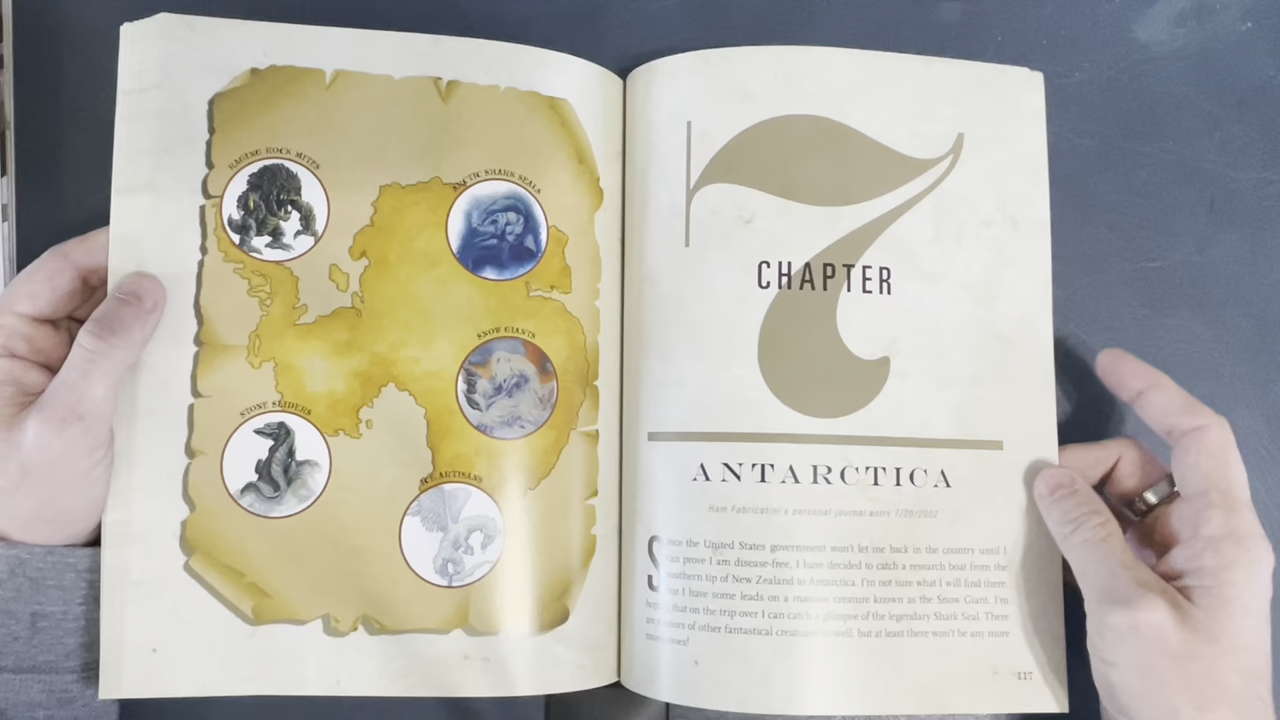 RAGING ROCK MITES
ARCTIC SHARK SEALS
SNOW GIANTS
STONE SLIDERS
ICE ARTISANS
7
CHAPTER
ANTARCTICA
Ham Fabricatini's personal journal entry 7/20/2002
Since the United States government won't let me back in the country until I
can prove I am disease-free, I have decided to catch a research boat from the
southern tip of New Zealand to Antarctica. I'm not sure what I will find there,
but I have some leads on a massive creature known as the Snow Giant. I'm
hoping that on the trip over I can catch a glimpse of the legendary Shark Seal. There
are rumors of other fantastical creatures as well, but at least there won't be any more
117